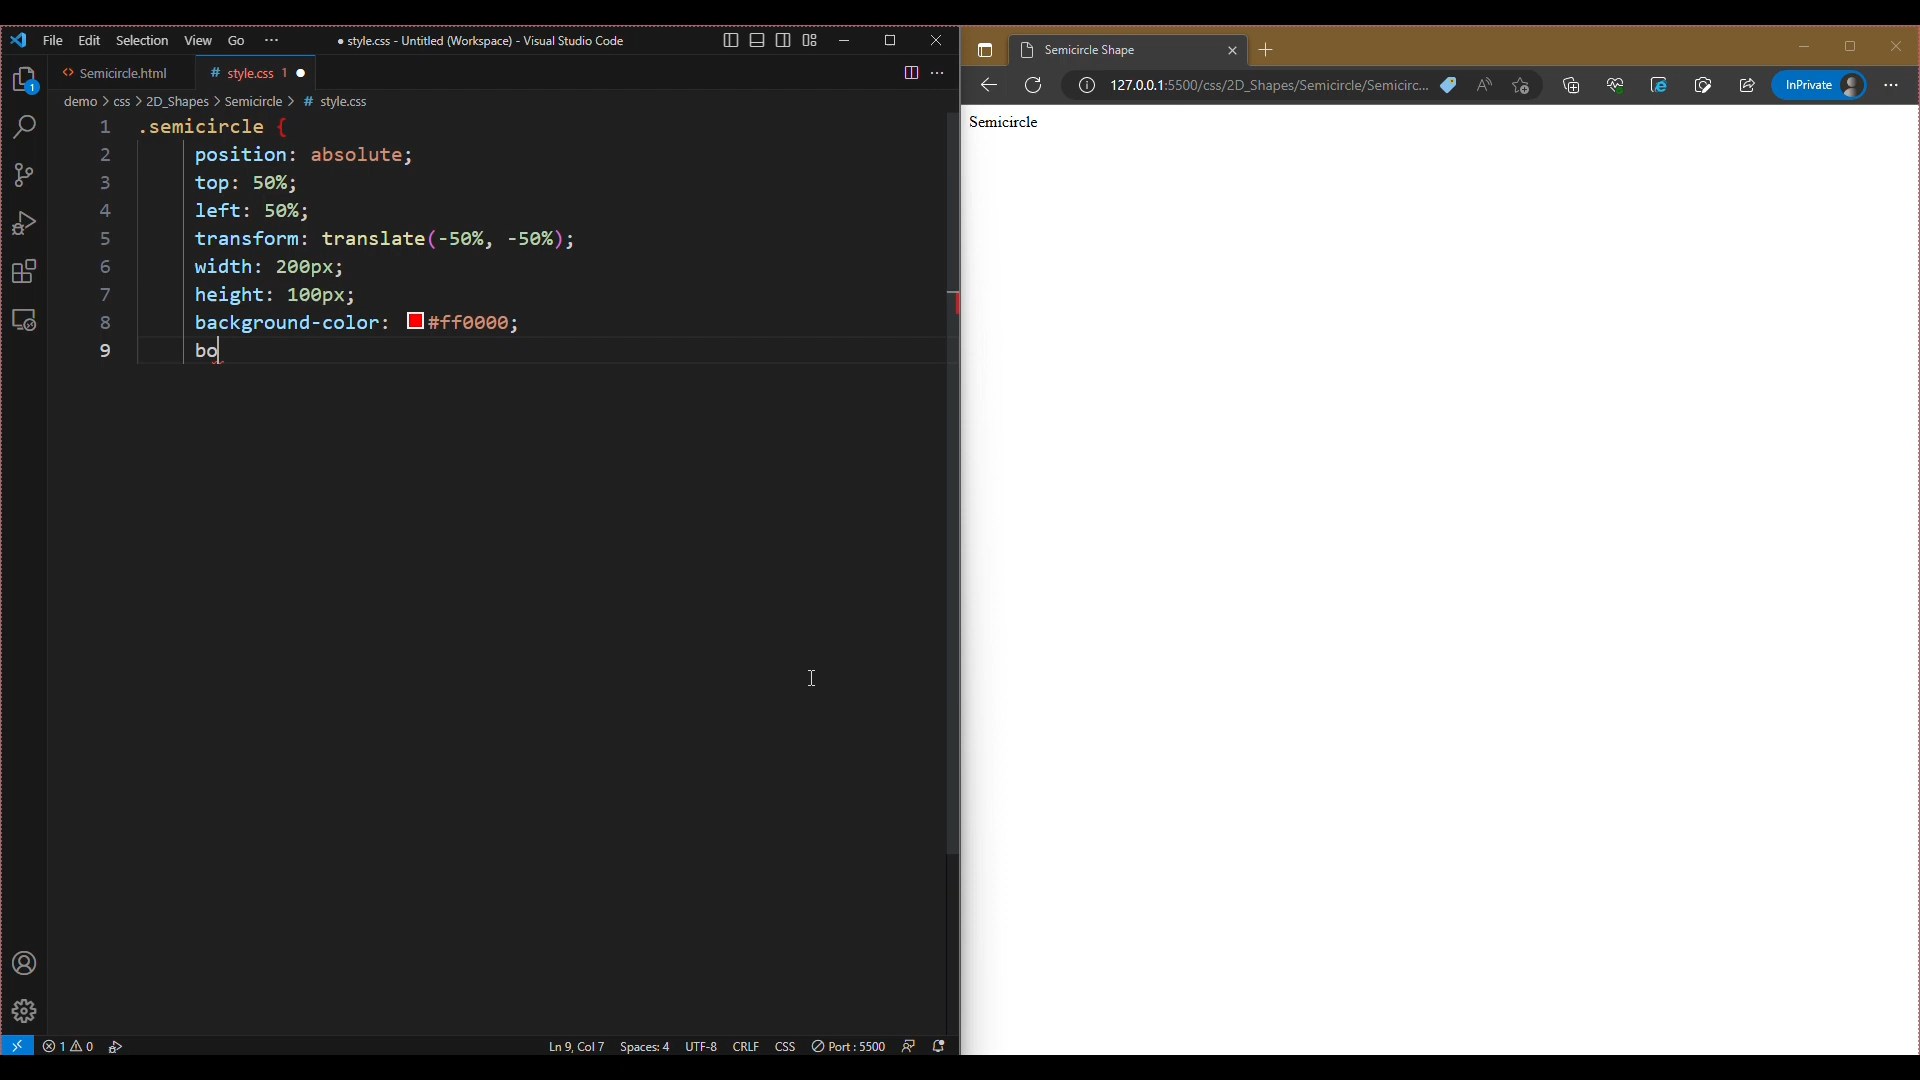 File Edit Selection View Go ··· ● style.css - Untitled (Workspace) - Visual Studio Code
Semicircle.html # style.css 1
demo > css > 2D_Shapes > Semicircle > # style.css
1 .semicircle {
2 position: absolute;
3 top: 50%;
4 left: 50%;
5 transform: translate(-50%, -50%);
6 width: 200px;
7 height: 100px;
8 background-color: #ff0000;
9 bo
1
1 0 Ln 9, Col 7 Spaces: 4 UTF-8 CRLF CSS Port : 5500
Semicircle Shape
127.0.0.1:5500/css/2D_Shapes/Semicircle/Semicirc... InPrivate
Semicircle